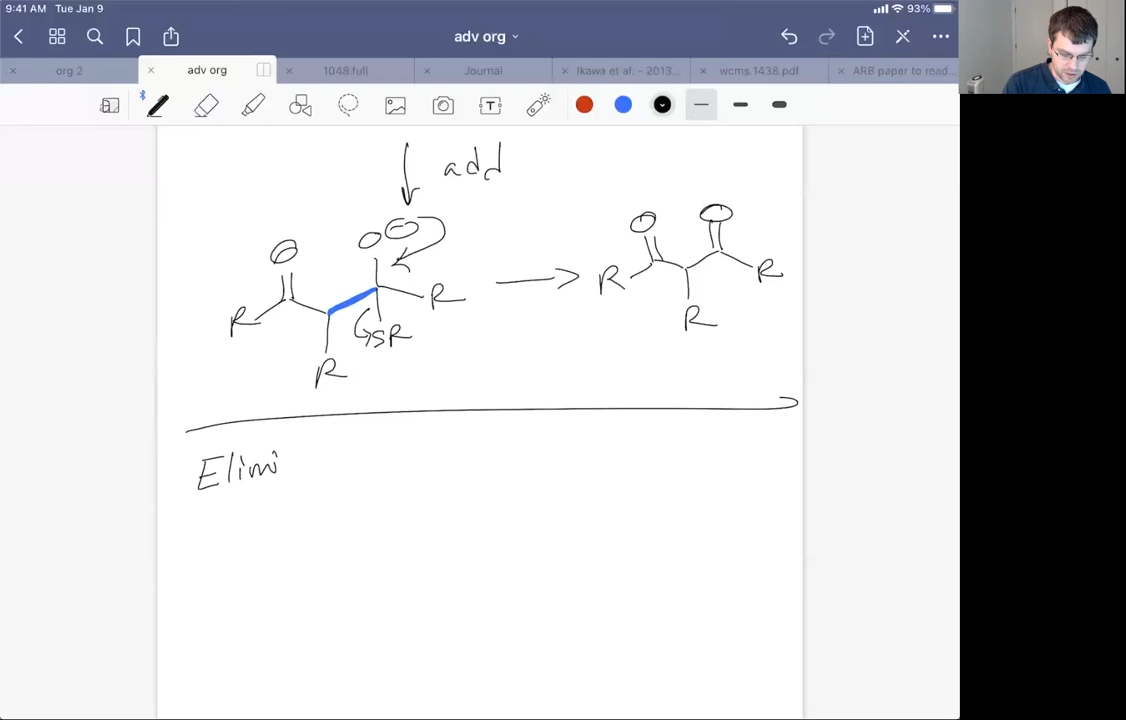 9:41 AM Tue Jan 9
93%
adv org
org 2
adv org
1048.full
Journal
Ikawa et al. - 2013...
wcms.1438.pdf
ARB paper to read...
T
add
O O O O
R R R
SR R
R
Elimi